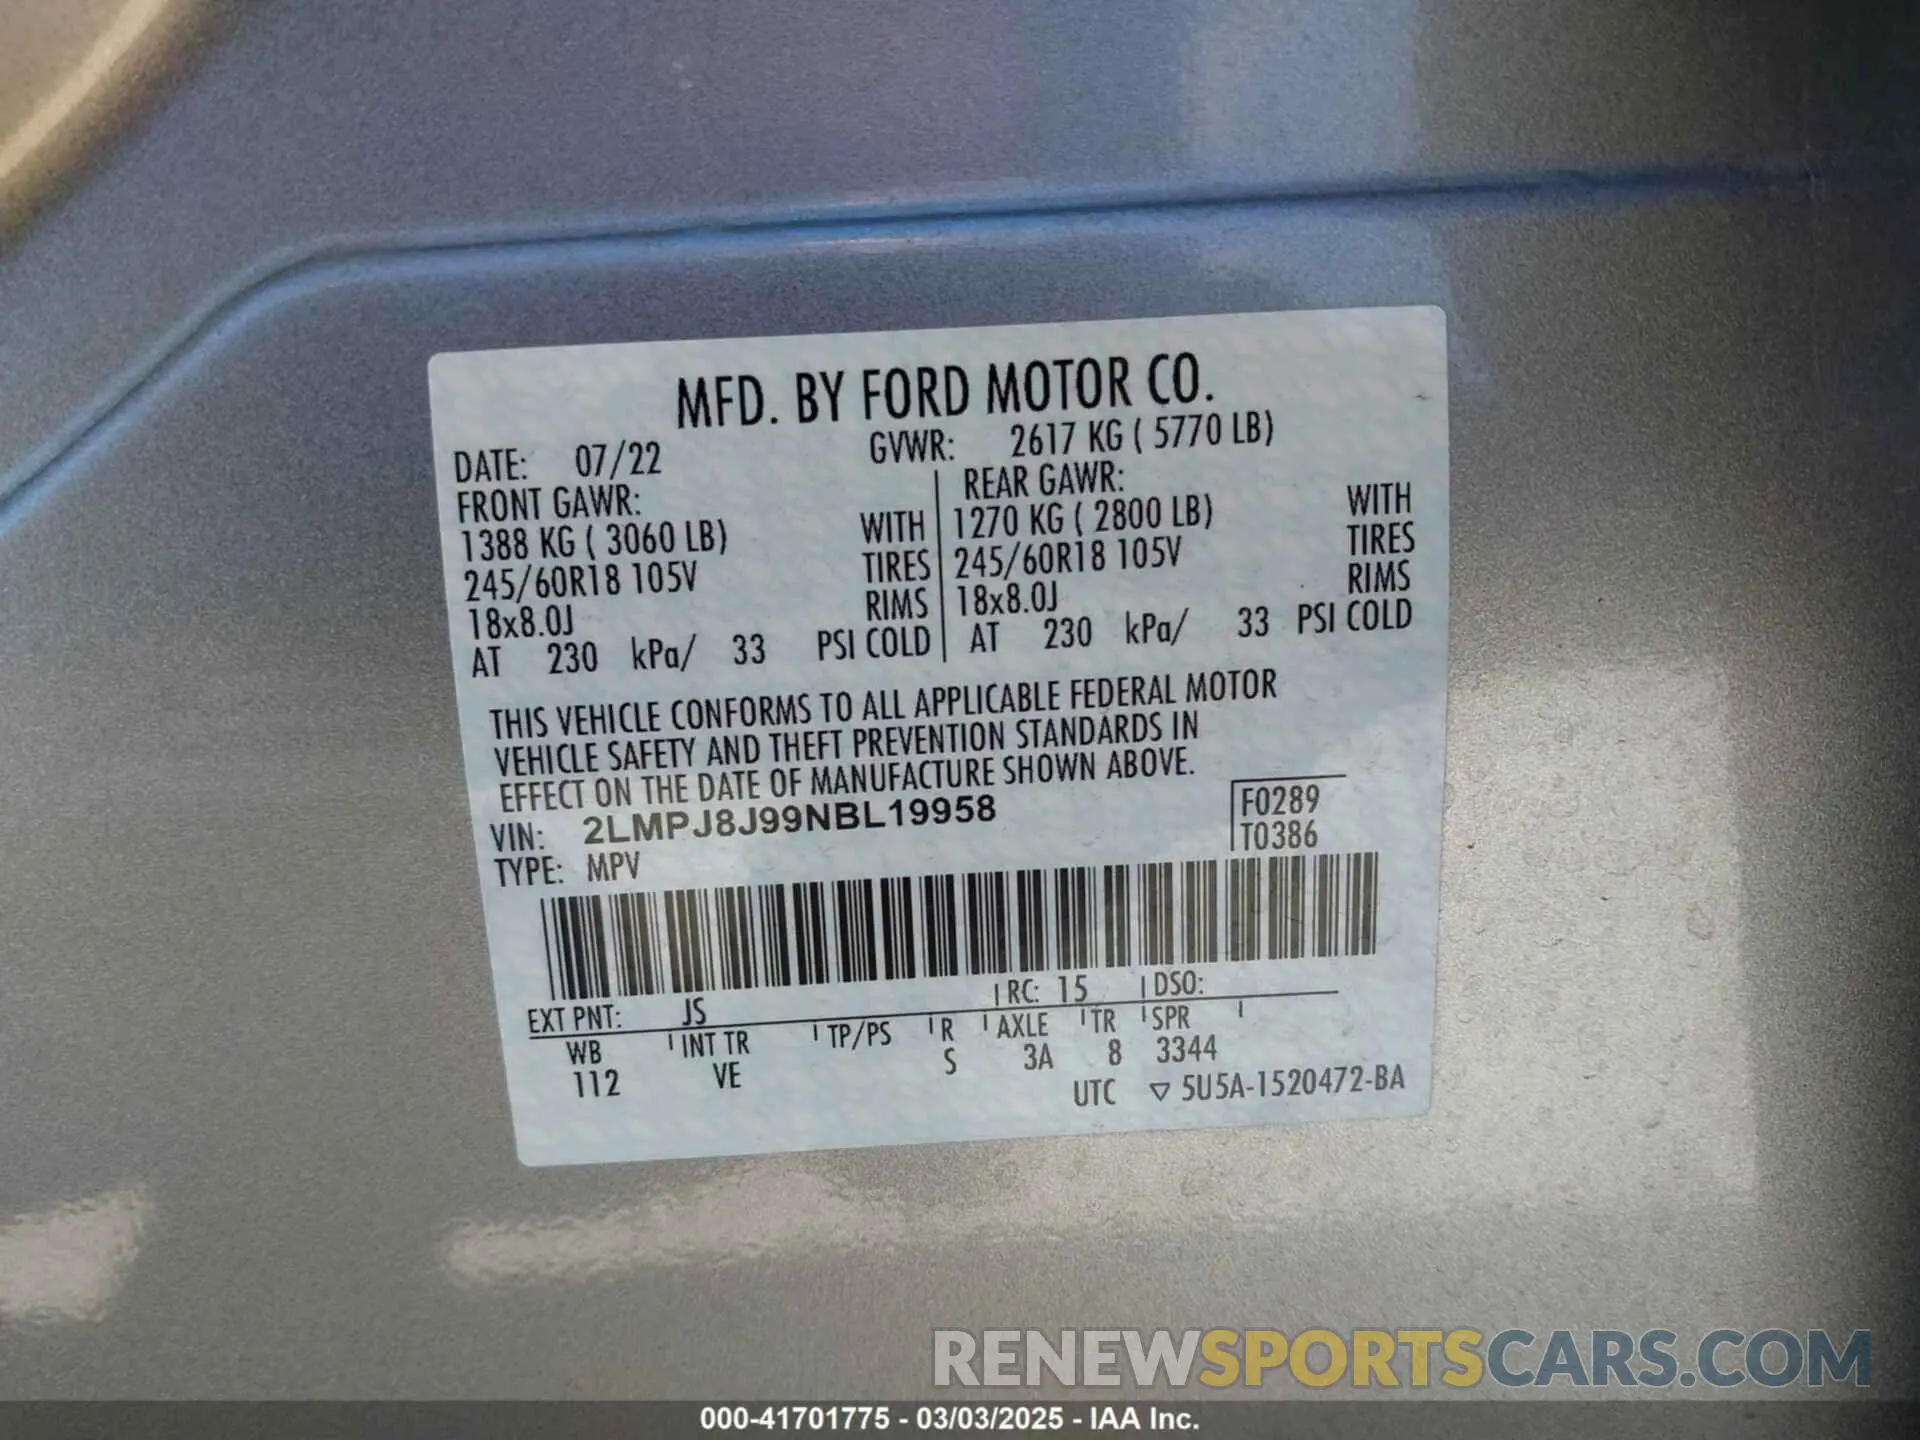 MFD. BY FORD MOTOR CO.
DATE: 07/22 GVWR: 2617 KG ( 5770 LB)
FRONT GAWR: REAR GAWR:
1388 KG ( 3060 LB) WITH 1270 KG ( 2800 LB) WITH
245/60R18 105V TIRES 245/60R18 105V TIRES
18x8.0J RIMS 18x8.0J RIMS
AT 230 kPa/ 33 PSI COLD AT 230 kPa/ 33 PSI COLD
THIS VEHICLE CONFORMS TO ALL APPLICABLE FEDERAL MOTOR
VEHICLE SAFETY AND THEFT PREVENTION STANDARDS IN
EFFECT ON THE DATE OF MANUFACTURE SHOWN ABOVE.
VIN: 2LMPJ8J99NBL19958 F0289
TYPE: MPV T0386
EXT PNT: JS RC: 15 DSO:
WB INT TR TP/PS R AXLE TR SPR
112 VE S 3A 8 3344
UTC ▽ 5U5A-1520472-BA
RENEWSPORTSCARS.COM
000-41701775 - 03/03/2025 - IAA Inc.